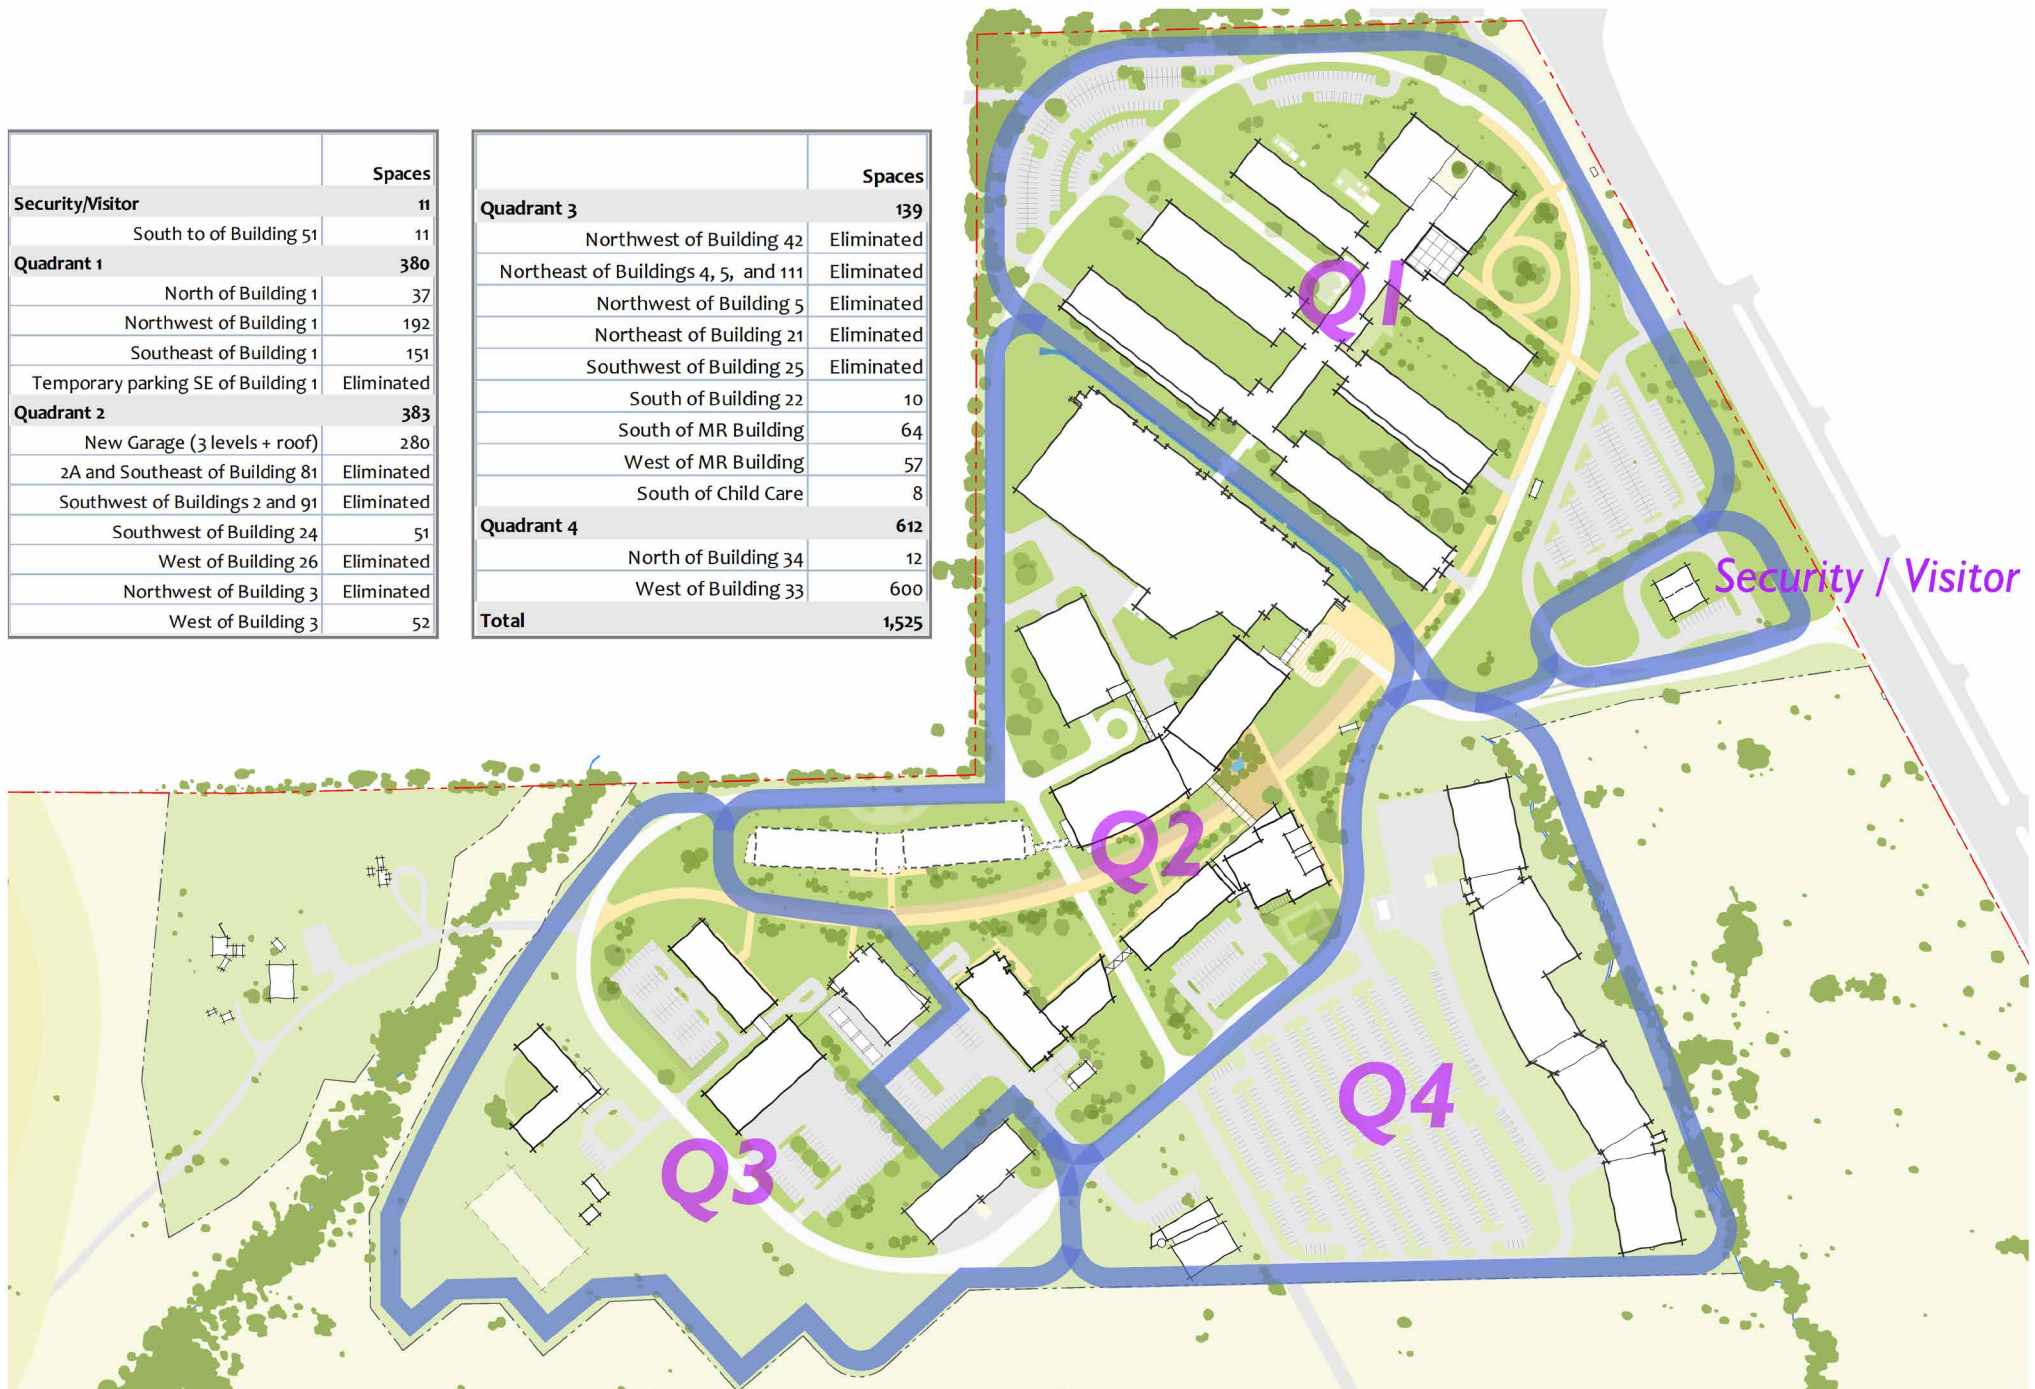 Spaces
Security/Visitor 11
South to of Building 51 11
Quadrant 1 380
North of Building 1 37
Northwest of Building 1 192
Southeast of Building 1 151
Temporary parking SE of Building 1 Eliminated
Quadrant 2 383
New Garage (3 levels + roof) 280
2A and Southeast of Building 81 Eliminated
Southwest of Buildings 2 and 91 Eliminated
Southwest of Building 24 51
West of Building 26 Eliminated
Northwest of Building 3 Eliminated
West of Building 3 52
Spaces
Quadrant 3 139
Northwest of Building 42 Eliminated
Northeast of Buildings 4, 5, and 111 Eliminated
Northwest of Building 5 Eliminated
Northeast of Building 21 Eliminated
Southwest of Building 25 Eliminated
South of Building 22 10
South of MR Building 64
West of MR Building 57
South of Child Care 8
Quadrant 4 612
North of Building 34 12
West of Building 33 600
Total 1,525
Q1
Security / Visitor
Q2
Q4
Q3